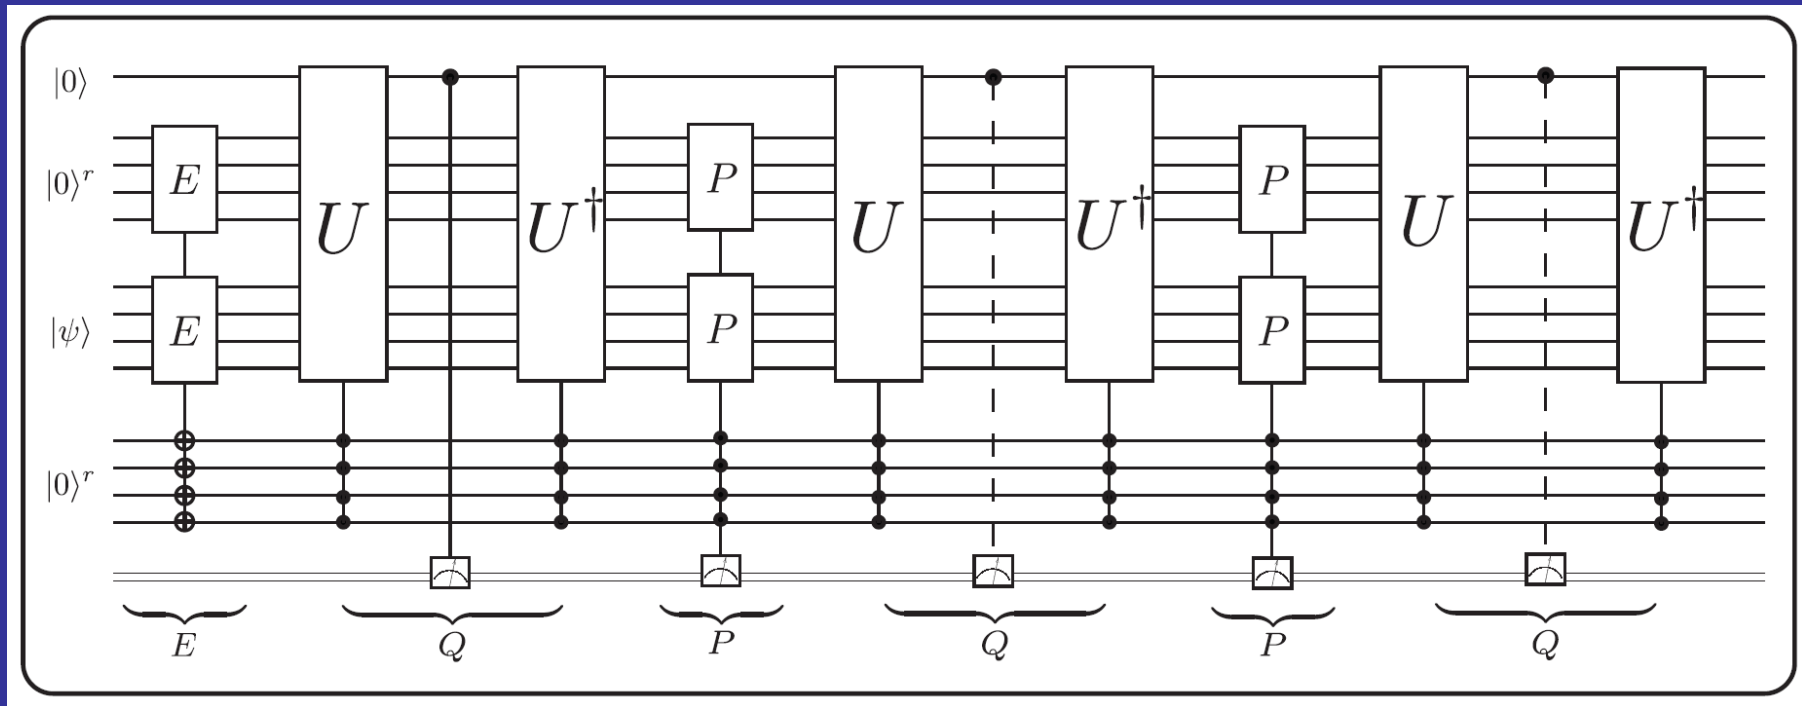 |0⟩
|0⟩ʳ E U U† P U U† P U U†
|ψ⟩ E P P
|0⟩ʳ
E Q P Q P Q